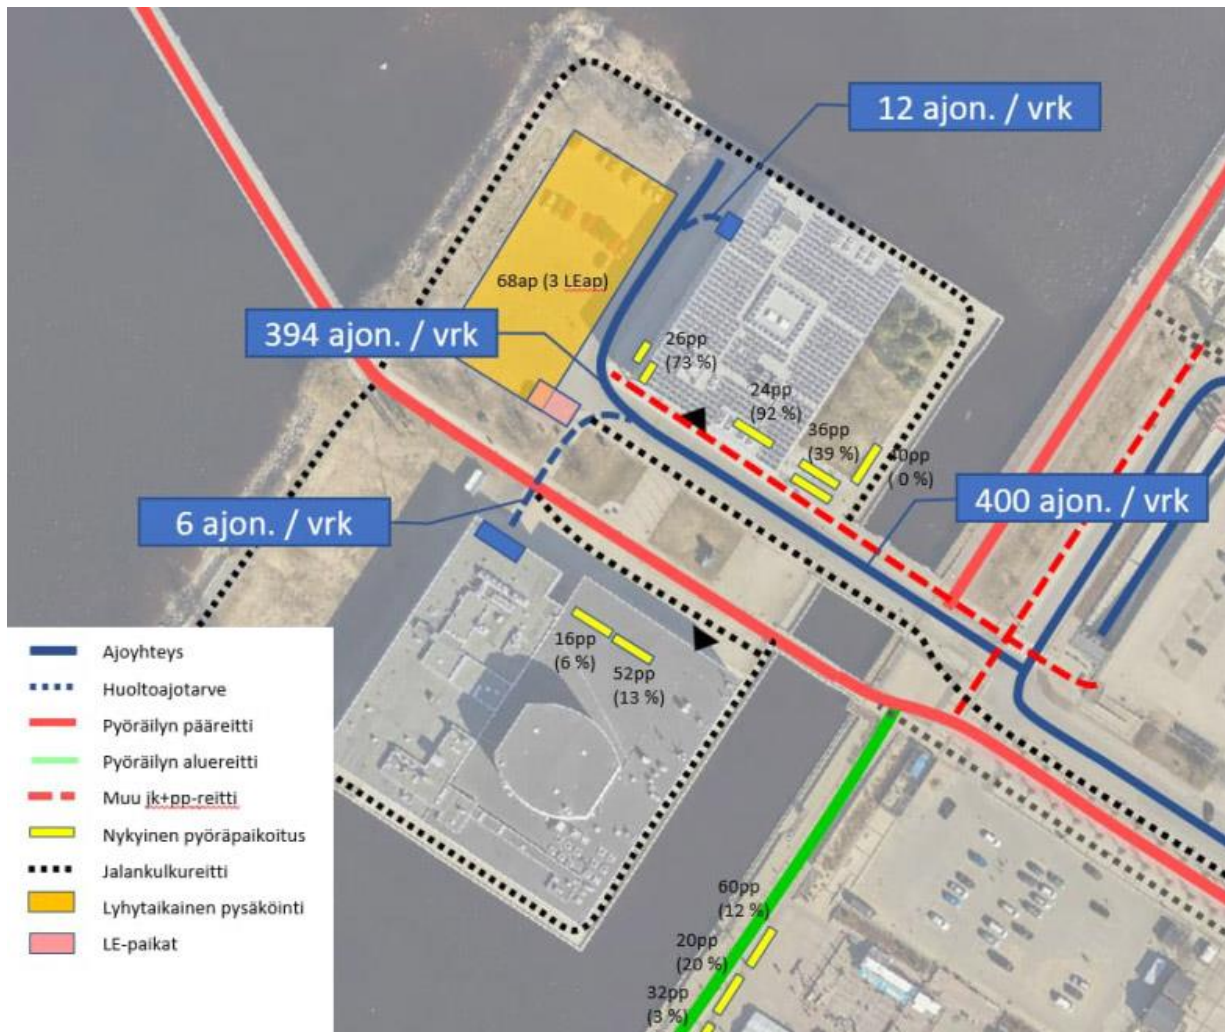 12 ajon. / vrk
68ap (3 LEap)
394 ajon. / vrk
26pp
(73 %)
24pp
(92 %)
36pp
(39 %)
( 0 %)
400 ajon. / vrk
6 ajon. / vrk
16pp
(6 %)
52pp
(13 %)
60pp
(12 %)
20pp
(20 %)
32pp
(3 %)
Ajoyhteys
Huoltoajotarve
Pyöräilyn pääreitti
Pyöräilyn aluereitti
Muu jk+pp-reitti
Nykyinen pyöräpaikoitus
Jalankulkureitti
Lyhytaikainen pysäköinti
LE-paikat